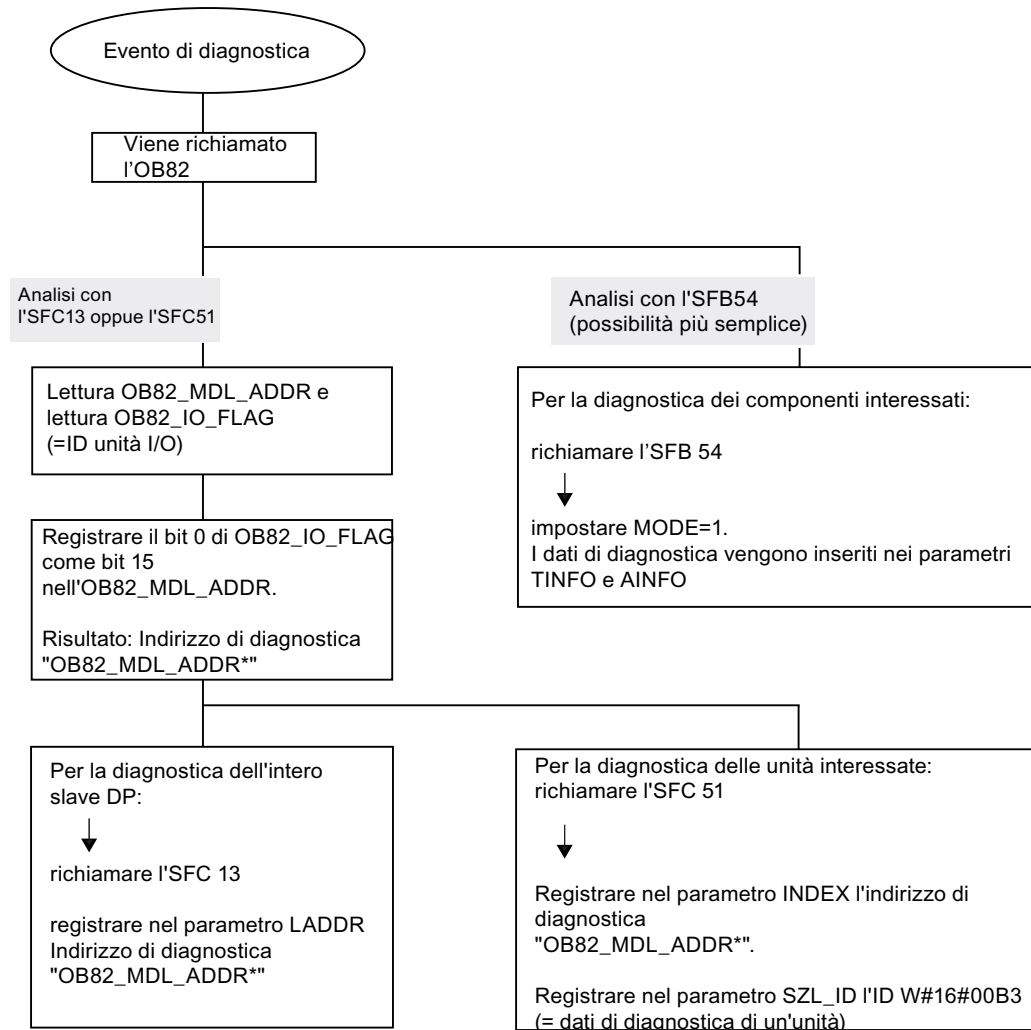 Evento di diagnostica
Viene richiamato
l'OB82
Analisi con
l'SFC13 oppue l'SFC51
Analisi con l'SFB54
(possibilità più semplice)
Lettura OB82_MDL_ADDR e
lettura OB82_IO_FLAG
(=ID unità I/O)
Per la diagnostica dei componenti interessati:
richiamare l'SFB 54
impostare MODE=1.
I dati di diagnostica vengono inseriti nei parametri
TINFO e AINFO
Registrare il bit 0 di OB82_IO_FLAG
come bit 15
nell'OB82_MDL_ADDR.
Risultato: Indirizzo di diagnostica
"OB82_MDL_ADDR*"
Per la diagnostica dell'intero
slave DP:
richiamare l'SFC 13
registrare nel parametro LADDR
Indirizzo di diagnostica
"OB82_MDL_ADDR*"
Per la diagnostica delle unità interessate:
richiamare l'SFC 51
Registrare nel parametro INDEX l'indirizzo di
diagnostica
"OB82_MDL_ADDR*".
Registrare nel parametro SZL_ID l'ID W#16#00B3
(= dati di diagnostica di un'unità)